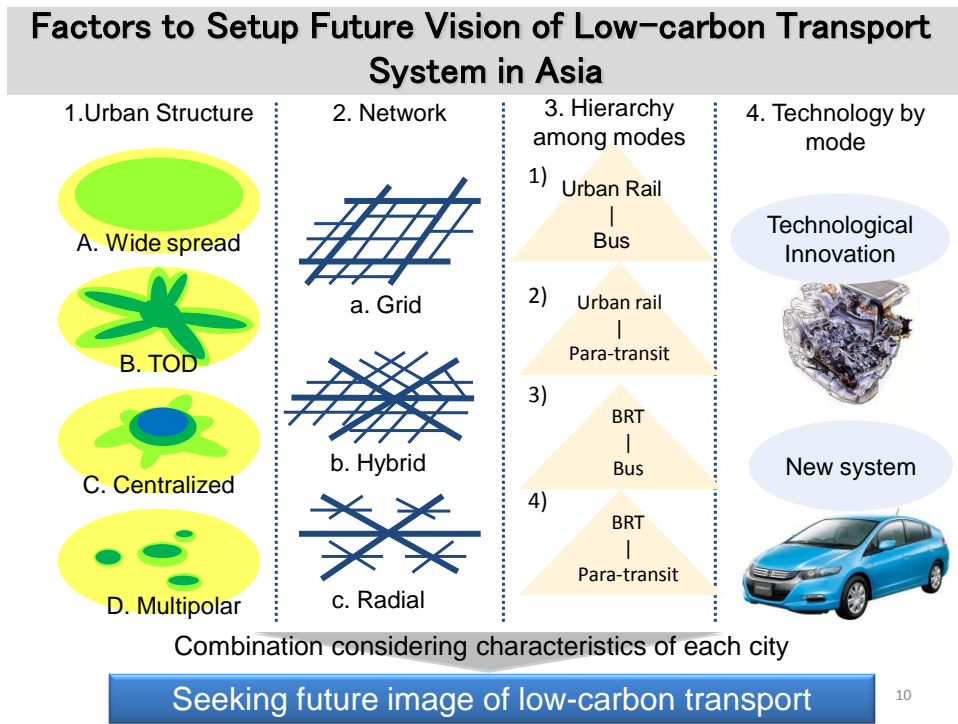 Factors to Setup Future Vision of Low-carbon Transport
System in Asia
1.Urban Structure
A. Wide spread
B. TOD
C. Centralized
D. Multipolar
2. Network
a. Grid
b. Hybrid
c. Radial
3. Hierarchy
among modes
1)
Urban Rail
|
Bus
2)
Urban rail
|
Para-transit
3)
BRT
|
Bus
4)
BRT
|
Para-transit
4. Technology by
mode
Technological
Innovation
New system
Combination considering characteristics of each city
Seeking future image of low-carbon transport
10